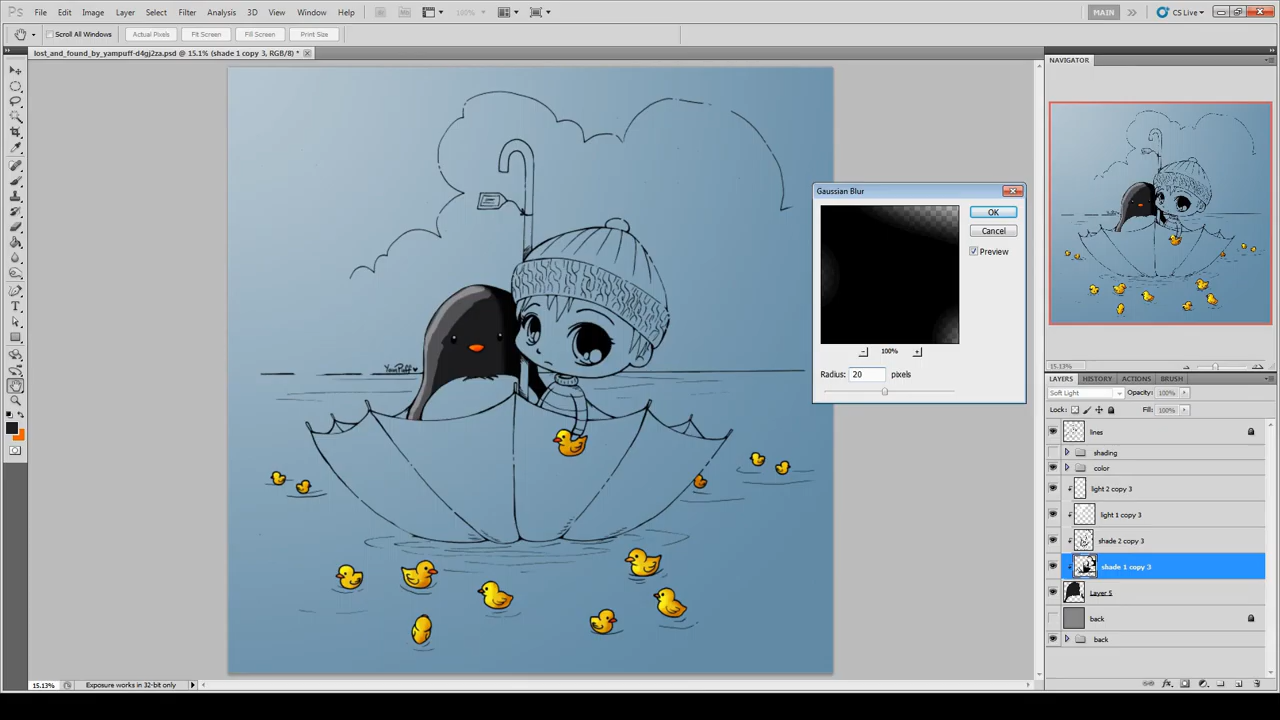 Ps File Edit Image Layer Select Filter Analysis 3D View Window Help 100% MAIN CS Live
Scroll All Windows Actual Pixels Fit Screen Fill Screen Print Size
lost_and_found_by_yampuff-d4gj2za.psd @ 15.1% (shade 1 copy 3, RGB/8) *
NAVIGATOR
Gaussian Blur
OK
Cancel
Preview
100%
Radius: 20 pixels
YamPuff
15.13%
LAYERS HISTORY ACTIONS BRUSH
Soft Light Opacity: 100%
Lock: Fill: 100%
lines
shading
color
light 2 copy 3
light 1 copy 3
shade 2 copy 3
shade 1 copy 3
Layer 5
back
back
15.13% Exposure works in 32-bit only